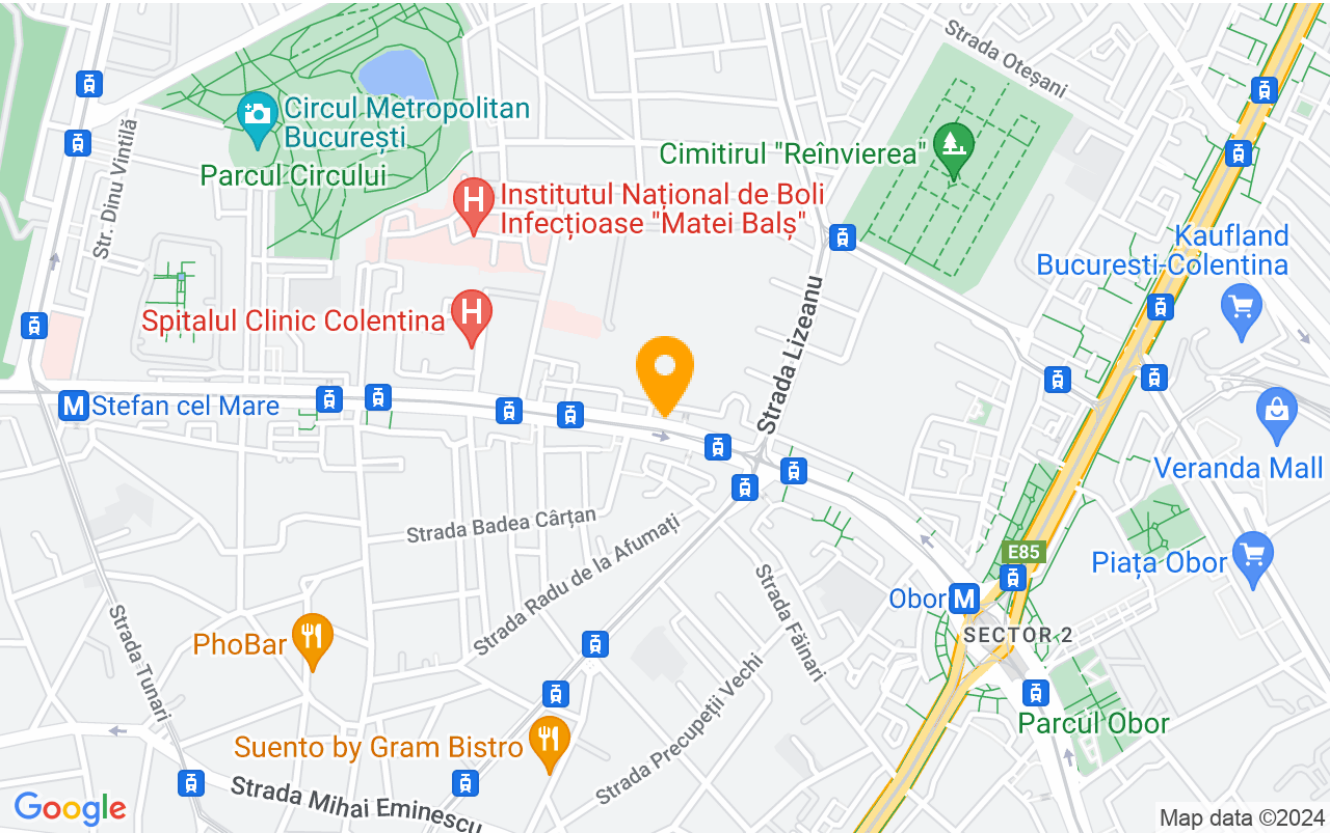 Strada Oteșani
Circul Metropolitan
București
Parcul Circului
Str. Dinu Vintilă
Cimitirul "Reînvierea"
H
Institutul Național de Boli
Infecțioase "Matei Balș"
Kaufland
Bucuresti-Colentina
Spitalul Clinic Colentina
H
Strada Lizeanu
M
Stefan cel Mare
Veranda Mall
Strada Badea Cârțan
Strada Radu de la Afumați
E85
Piața Obor
Obor
M
SECTOR 2
Strada Făinari
Strada Tunari
PhoBar
Strada Precupeții Vechi
Parcul Obor
Suento by Gram Bistro
Strada Mihai Eminescu
Google
Map data ©2024